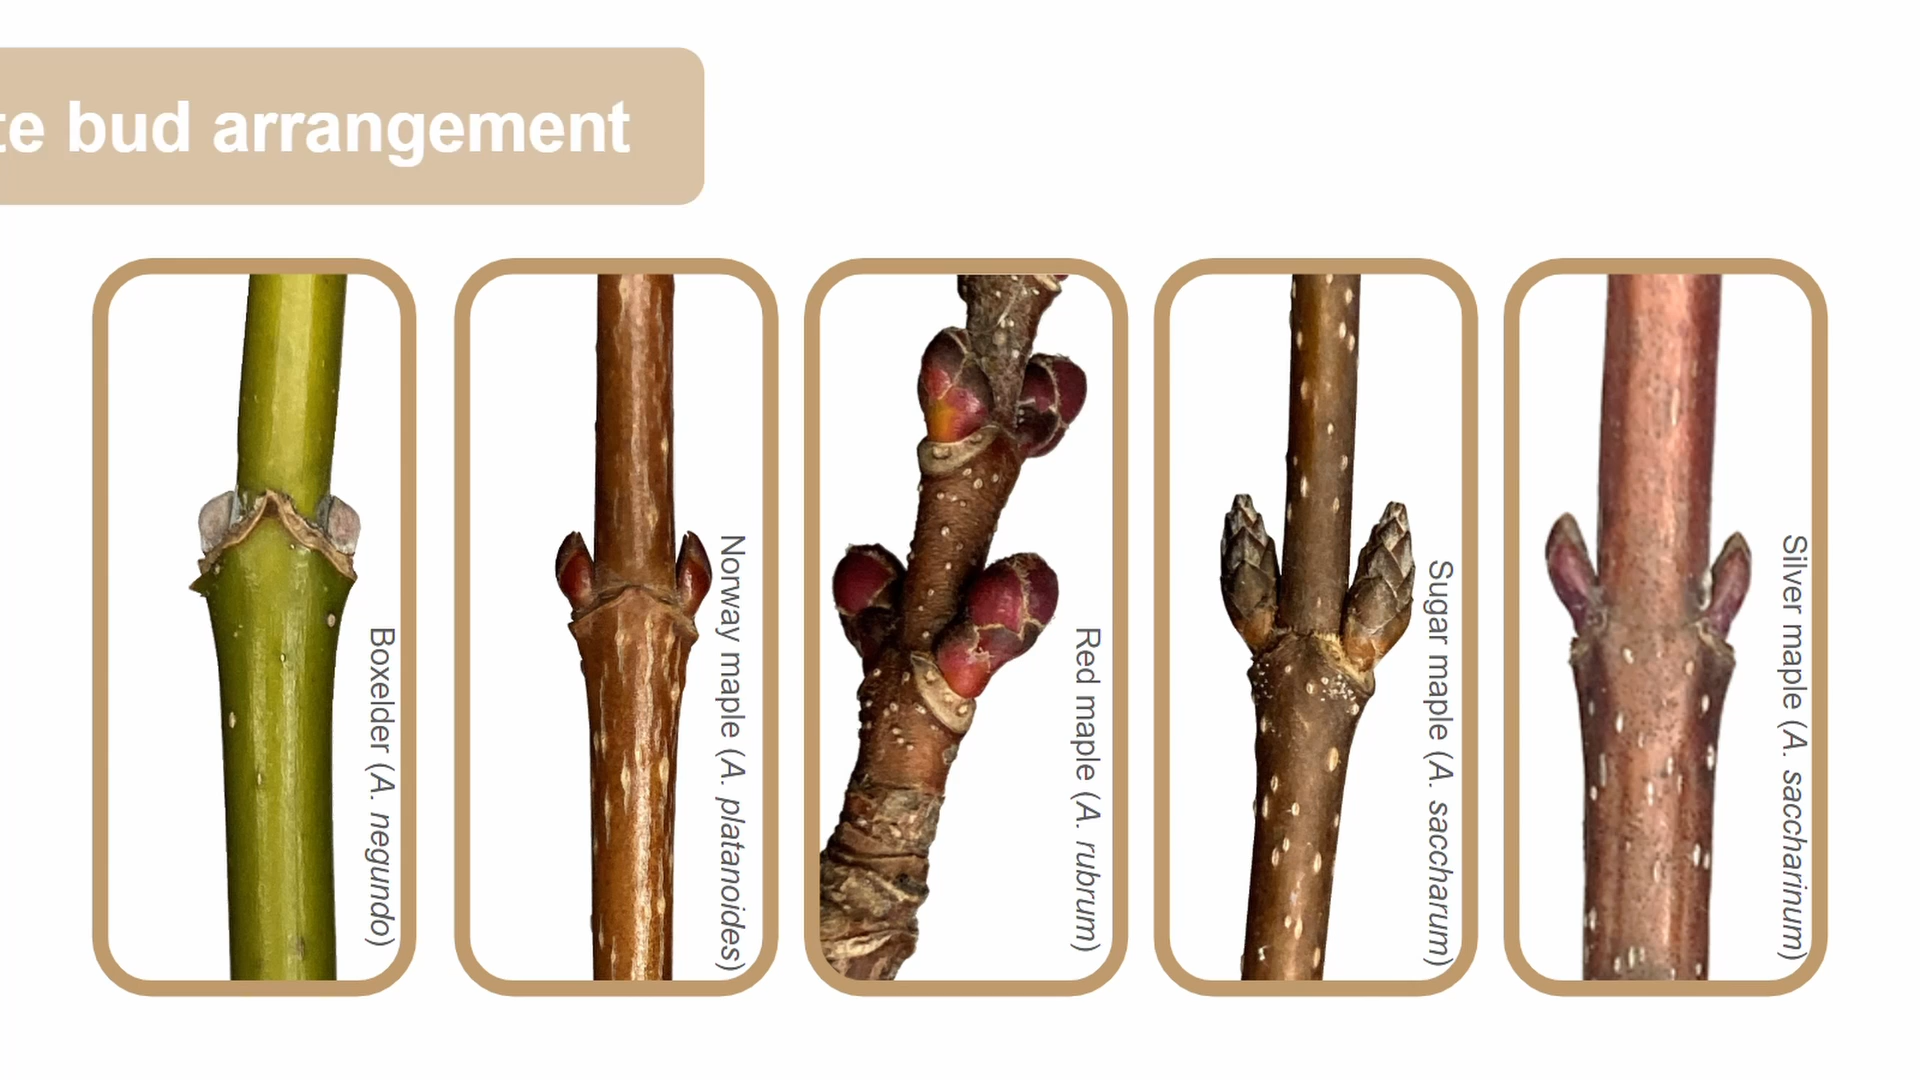 te bud arrangement
Boxelder (A. negundo)
Norway maple (A. platanoides)
Red maple (A. rubrum)
Sugar maple (A. saccharum)
Silver maple (A. saccharinum)